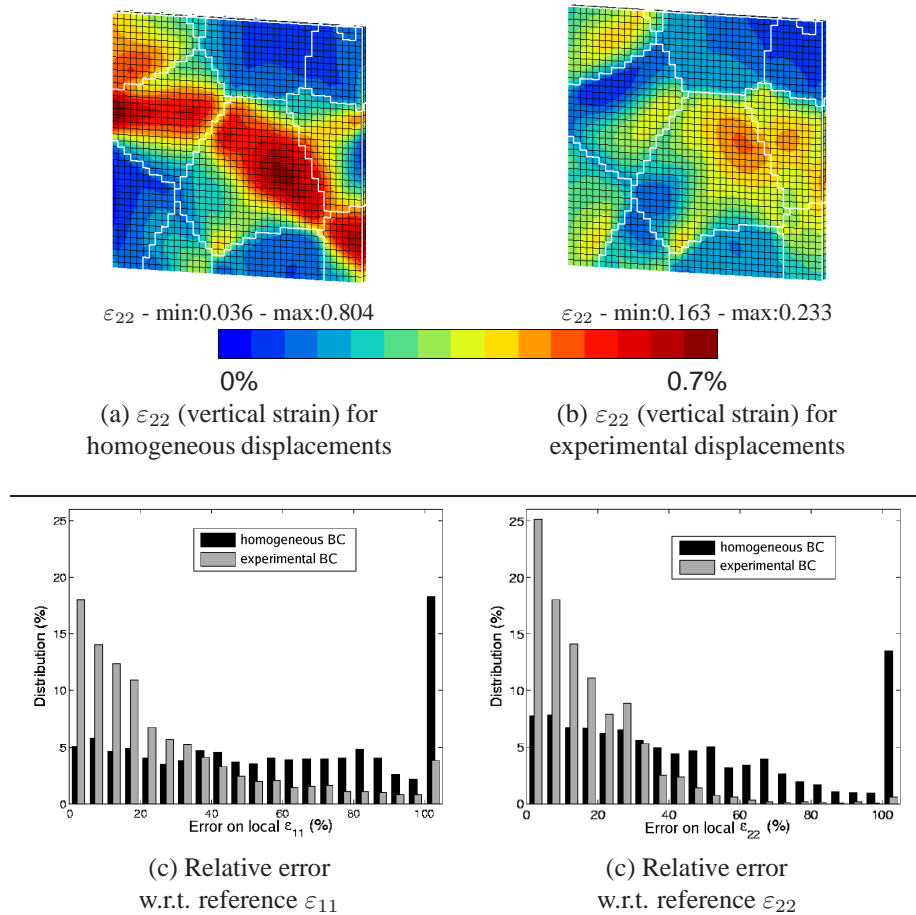 ε22 - min:0.036 - max:0.804
ε22 - min:0.163 - max:0.233
0%
0.7%
(a) ε22 (vertical strain) for
homogeneous displacements
(b) ε22 (vertical strain) for
experimental displacements
25
20
15
10
5
0
Distribution (%)
homogeneous BC
experimental BC
0
20
40
60
80
100
Error on local ε11 (%)
25
20
15
10
5
0
Distribution (%)
homogeneous BC
experimental BC
0
20
40
60
80
100
Error on local ε22 (%)
(c) Relative error
w.r.t. reference ε11
(c) Relative error
w.r.t. reference ε22